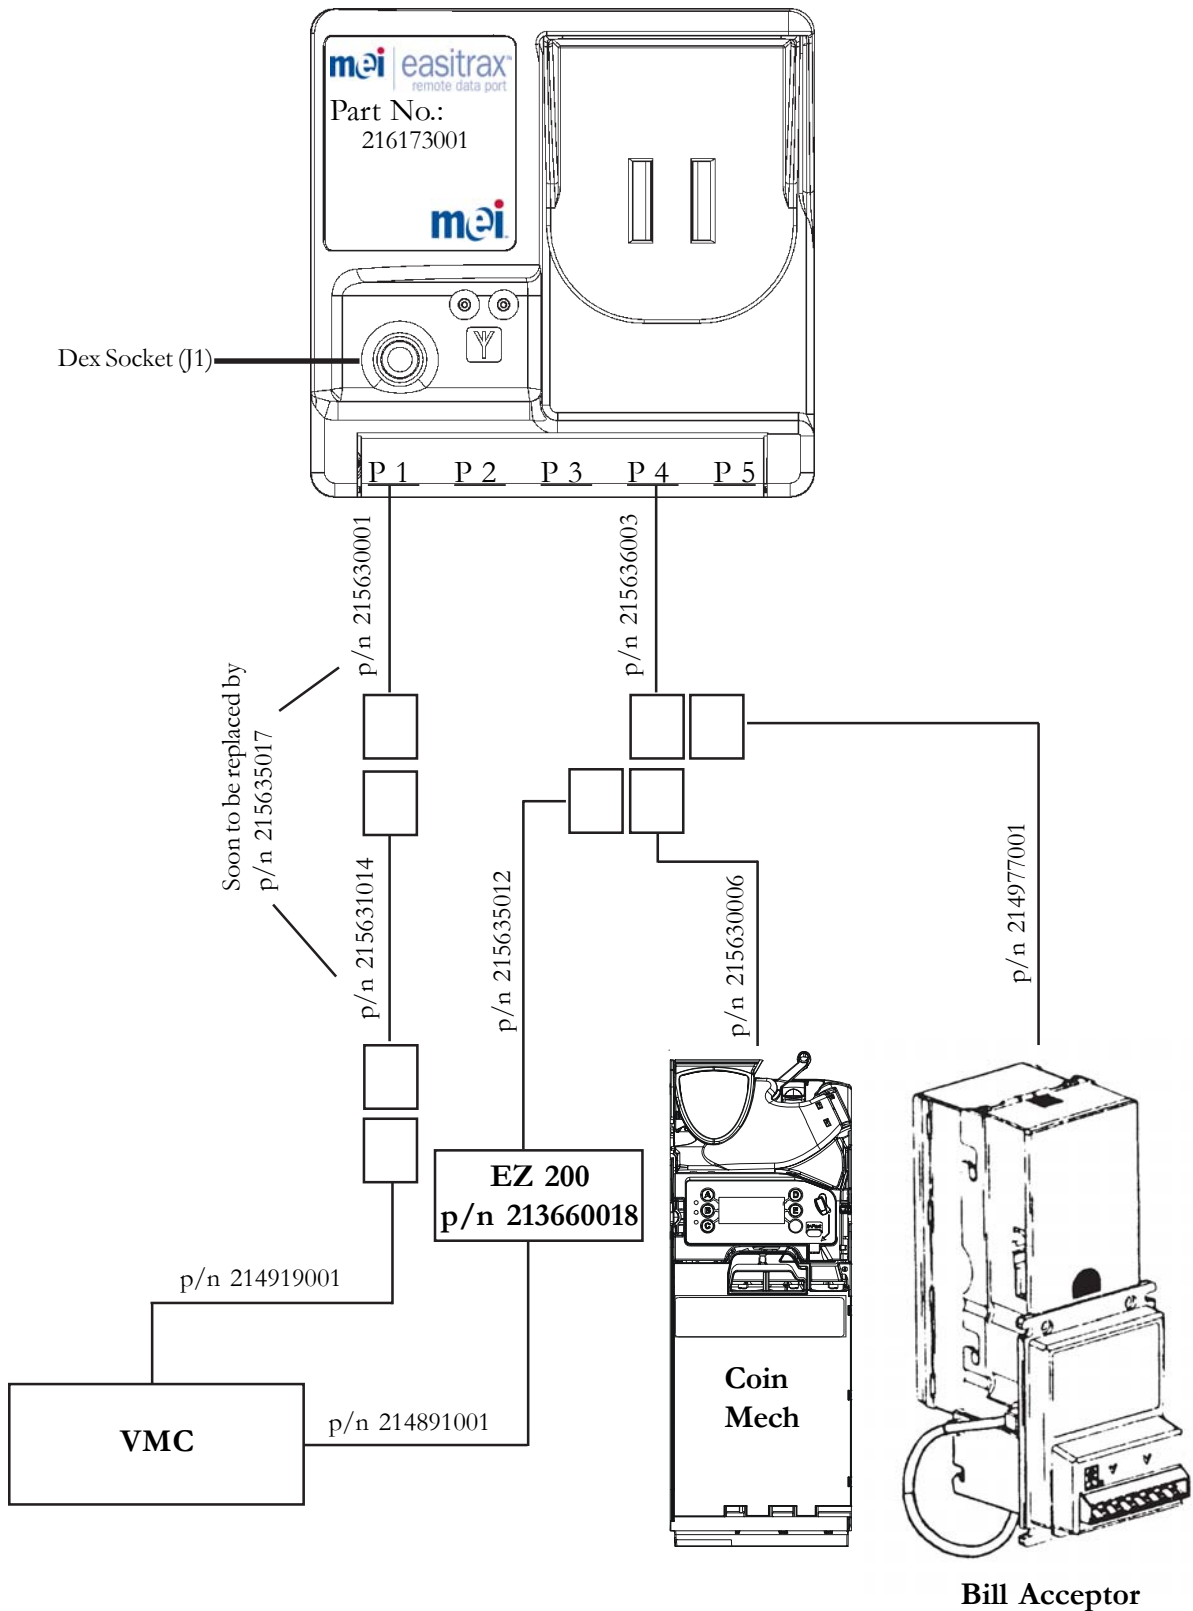 mei easitrax™
remote data port
Part No.:
216173001
mei
Dex Socket (J1)
P 1 P 2 P 3 P 4 P 5
p/n 215630001
p/n 215636003
Soon to be replaced by
p/n 215635017
p/n 215631014
p/n 215635012
p/n 215630006
p/n 214977001
EZ 200
p/n 213660018
A
B
C
D
E
p/n 214919001
VMC
p/n 214891001
Coin
Mech
Bill Acceptor